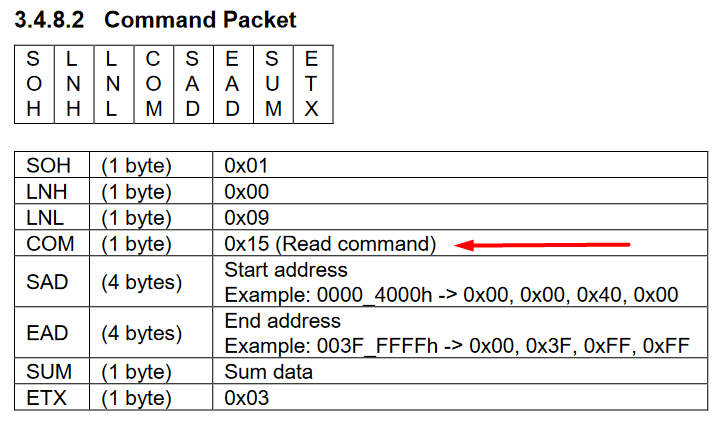 3.4.8.2 Command Packet
S L L C S E S E
O N N O A A U T
H H L M D D M X
SOH (1 byte) 0x01
LNH (1 byte) 0x00
LNL (1 byte) 0x09
COM (1 byte) 0x15 (Read command)
SAD (4 bytes) Start address
Example: 0000_4000h -> 0x00, 0x00, 0x40, 0x00
EAD (4 bytes) End address
Example: 003F_FFFFh -> 0x00, 0x3F, 0xFF, 0xFF
SUM (1 byte) Sum data
ETX (1 byte) 0x03